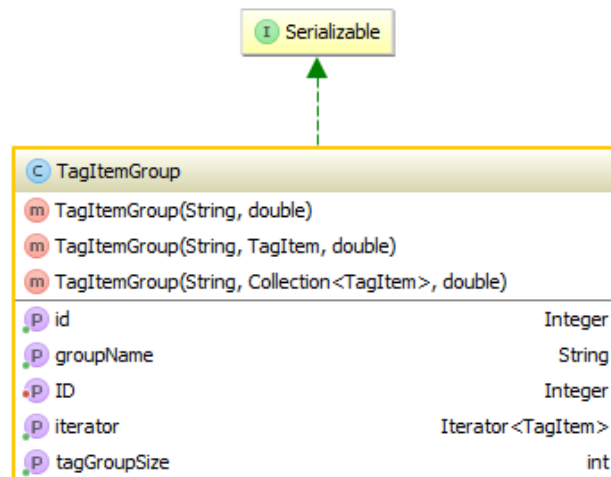 I Serializable
C TagItemGroup
m TagItemGroup(String, double)
m TagItemGroup(String, TagItem, double)
m TagItemGroup(String, Collection<TagItem>, double)
P id Integer
P groupName String
P ID Integer
P iterator Iterator<TagItem>
P tagGroupSize int